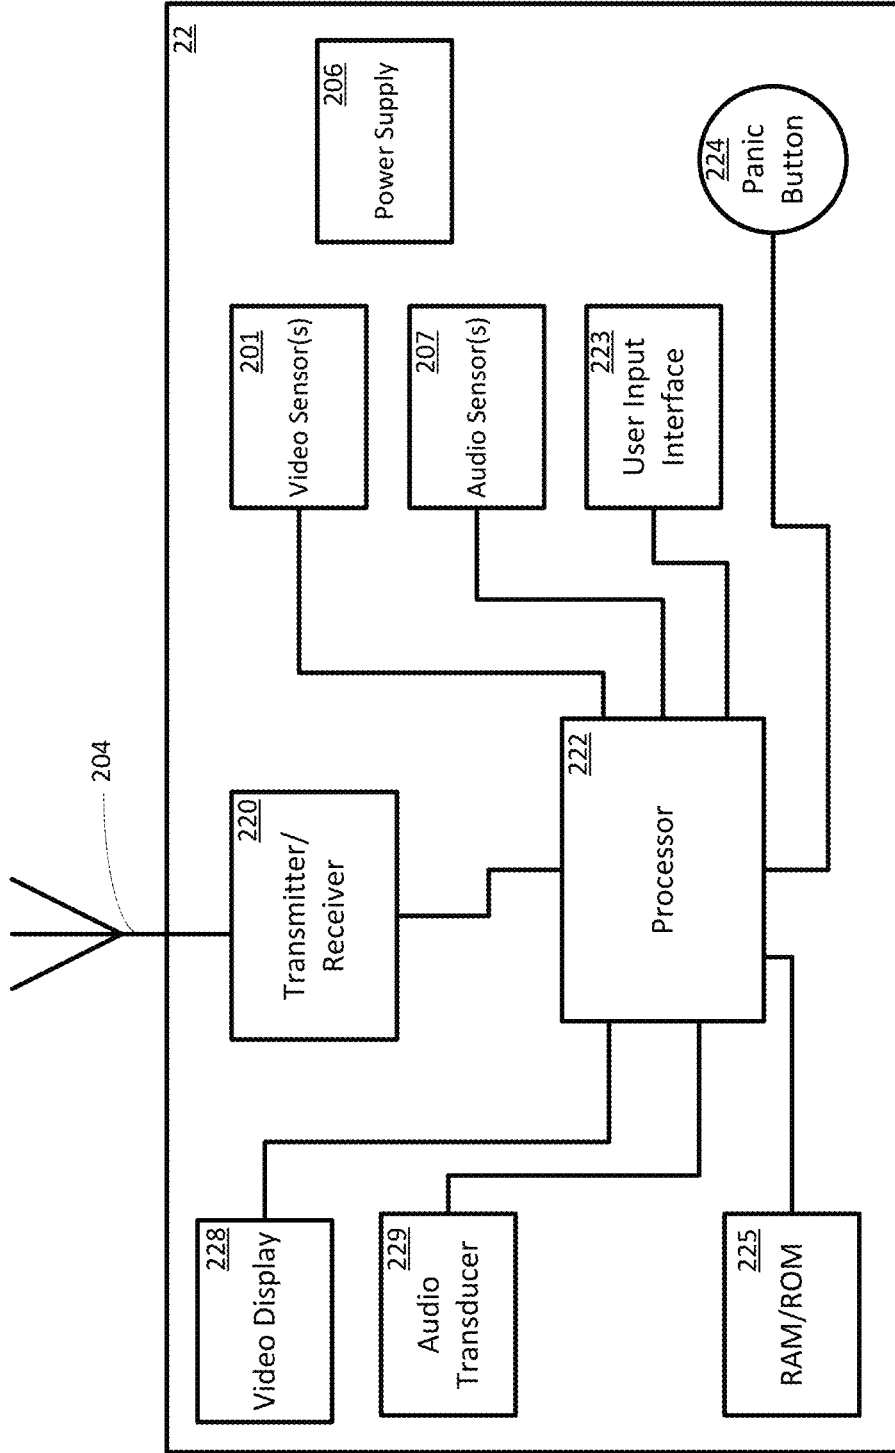 204
22
228
Video Display
229
Audio
Transducer
225
RAM/ROM
220
Transmitter/
Receiver
222
Processor
201
Video Sensor(s)
207
Audio Sensor(s)
223
User Input
Interface
206
Power Supply
224
Panic
Button